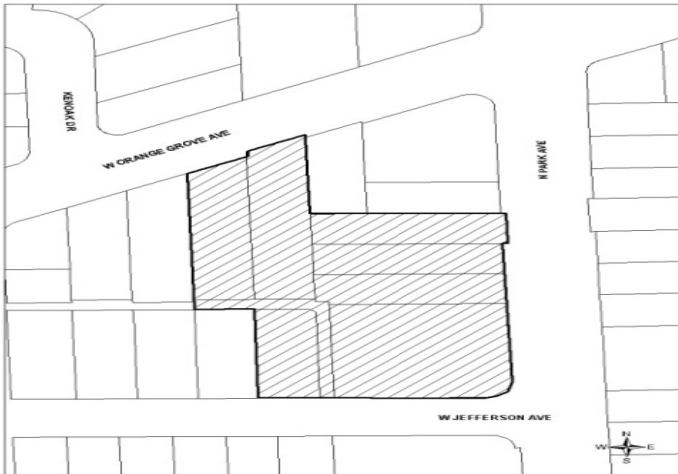 KENOAK DR
W ORANGE GROVE AVE
N PARK AVE
W JEFFERSON AVE
N
W E
S